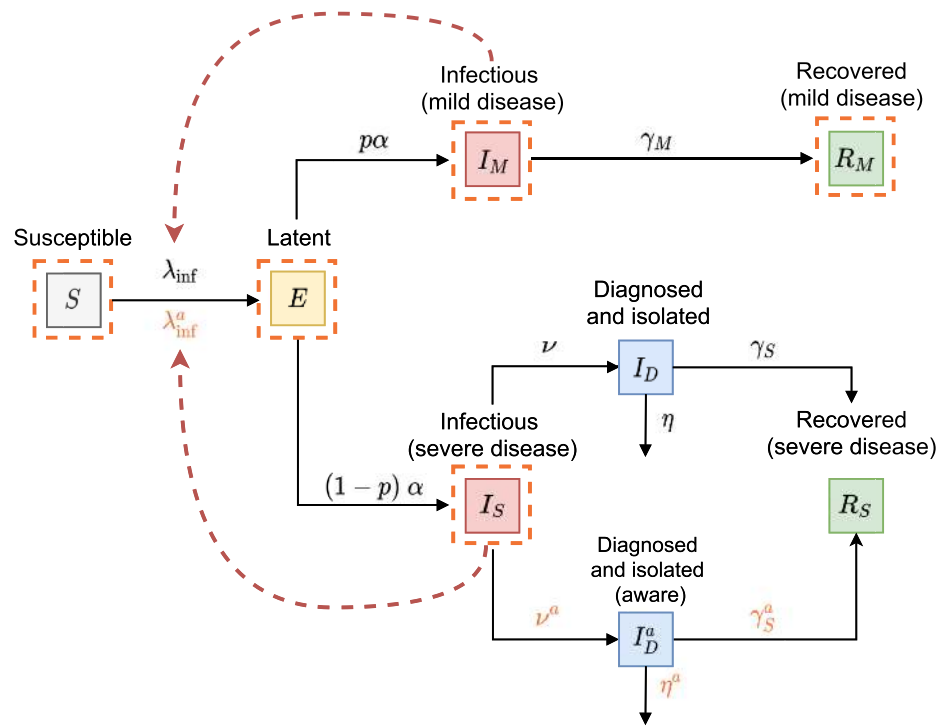 Infectious
(mild disease)
Recovered
(mild disease)
pα
I_M
γ_M
R_M
Susceptible
Latent
λ_inf
S
E
λ^a_inf
Diagnosed
and isolated
ν
I_D
γ_S
η
Infectious
(severe disease)
Recovered
(severe disease)
(1 − p) α
I_S
R_S
Diagnosed
and isolated
(aware)
ν^a
I^a_D
γ^a_S
η^a